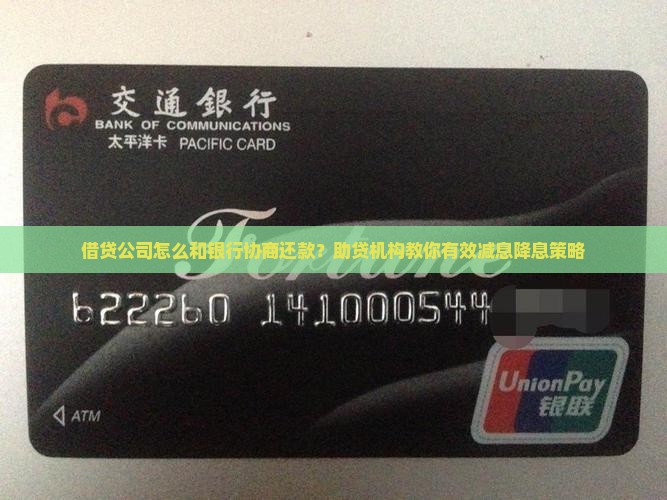 交通銀行
BANK OF COMMUNICATIONS
太平洋卡 PACIFIC CARD
Fortune
借贷公司怎么和银行协商还款？助贷机构教你有效减息降息策略
622260 141000544
UnionPay
银联
ATM